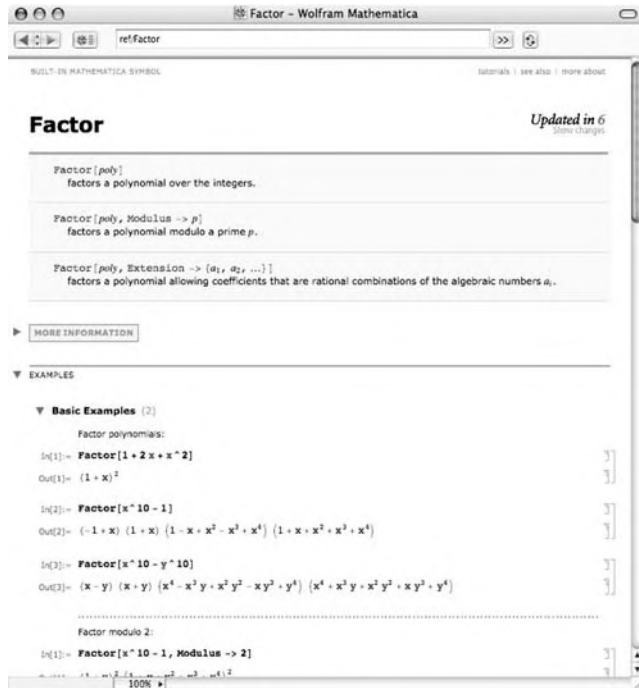 Factor – Wolfram Mathematica
ref/Factor
>>
BUILT-IN MATHEMATICA SYMBOL
tutorials | see also | more about
Factor
Updated in 6
Show changes
Factor[poly]
factors a polynomial over the integers.
Factor[poly, Modulus -> p]
factors a polynomial modulo a prime p.
Factor[poly, Extension -> {a₁, a₂, ...}]
factors a polynomial allowing coefficients that are rational combinations of the algebraic numbers aᵢ.
MORE INFORMATION
EXAMPLES
Basic Examples (2)
Factor polynomials:
In[1]:= Factor[1 + 2 x + x^2]
Out[1]= (1 + x)²
In[2]:= Factor[x^10 - 1]
Out[2]= (-1 + x) (1 + x) (1 - x + x² - x³ + x⁴) (1 + x + x² + x³ + x⁴)
In[3]:= Factor[x^10 - y^10]
Out[3]= (x - y) (x + y) (x⁴ - x³ y + x² y² - x y³ + y⁴) (x⁴ + x³ y + x² y² + x y³ + y⁴)
Factor modulo 2:
In[1]:= Factor[x^10 - 1, Modulus -> 2]
100%